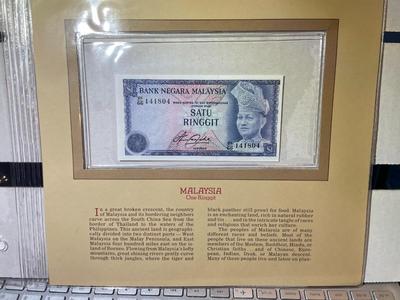 BANK NEGARA MALAYSIA
141804
SATU
RINGGIT
141804
MALAYSIA
One Ringgit
In a great broken crescent, the country
of Malaysia and its bordering neighbors
curve across the South China Sea from the
border of Thailand to the waters of the
Philippines. This ancient land is geographi-
cally divided into two distinct parts — West
Malaysia on the Malay Peninsula, and East
Malaysia four hundred miles east on the is-
land of Borneo. Flowing from Malaysia's lofty
mountains, great shining rivers gently curve
through thick jungles, where the tiger and
black panther still prowl for food. Malaysia
is an enchanting land, rich in natural rubber
and tin . . . and in the intricate tangle of races
and religions that enrich her culture.
The peoples of Malaysia are of many
different races and beliefs. Most of the
people that live on these ancient lands are
members of the Moslem, Buddhist, Hindu, or
Christian faiths . . . and of Chinese, Euro-
pean, Indian, Iban, or Malayan descent.
Many of these people live and labor on plan-